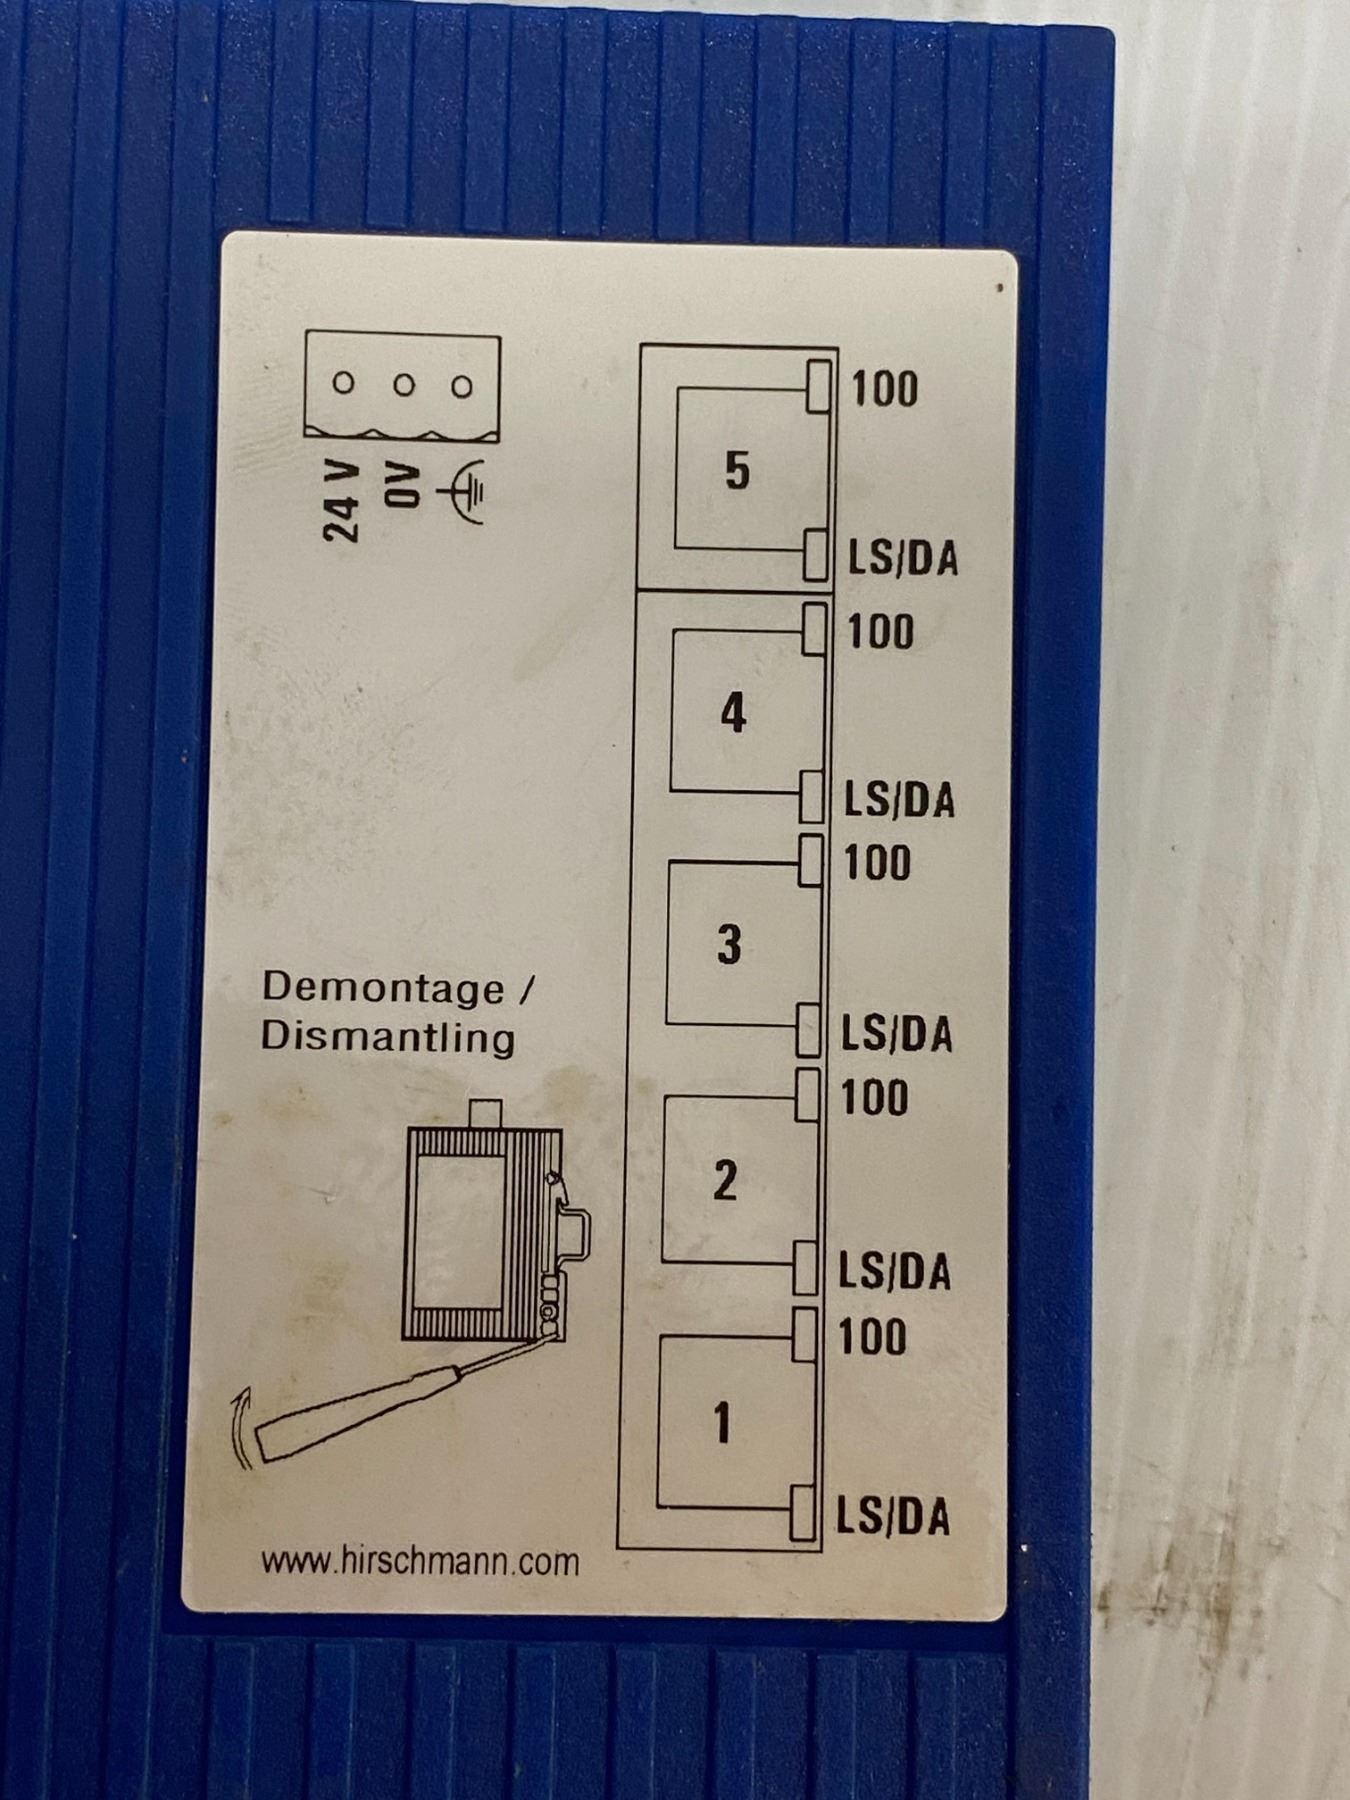 24 V
0V
5
100
LS/DA
4
100
LS/DA
3
100
LS/DA
2
100
LS/DA
1
100
LS/DA
Demontage /
Dismantling
www.hirschmann.com